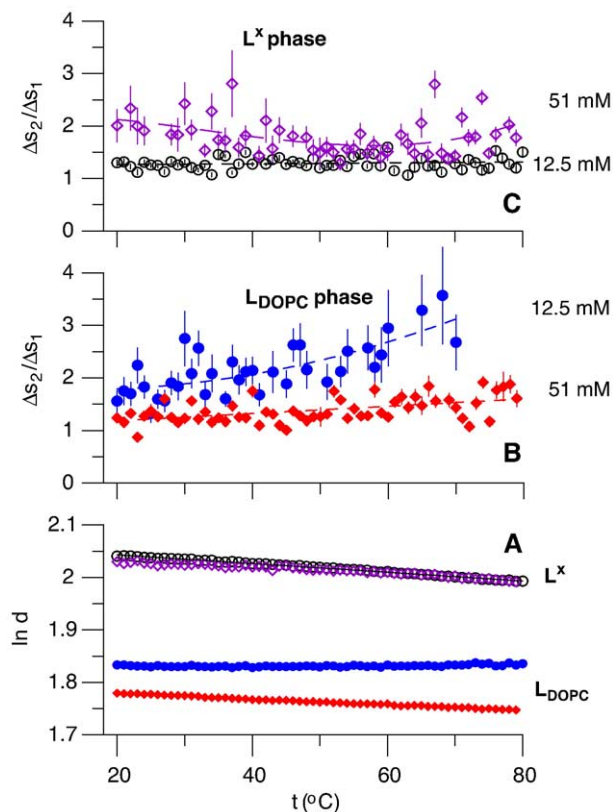 L^x phase
4
3
2
1
0
Δs₂/Δs₁
51 mM
12.5 mM
C
L_DOPC phase
4
3
2
1
0
Δs₂/Δs₁
12.5 mM
51 mM
B
A
2.1
2
1.9
1.8
1.7
ln d
L^x
L_DOPC
20 40 60 80
t (°C)